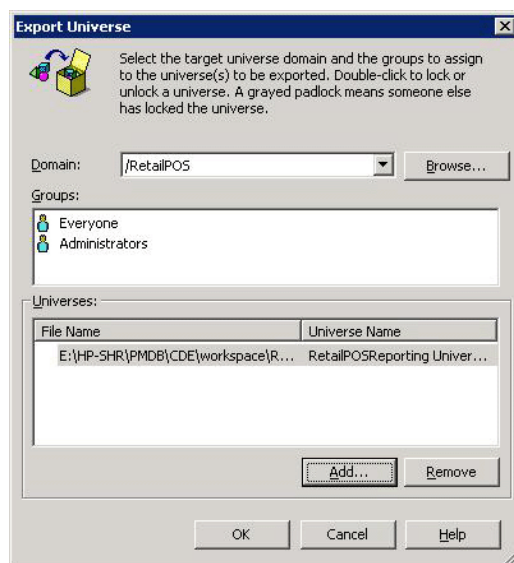 Export Universe
Select the target universe domain and the groups to assign
to the universe(s) to be exported. Double-click to lock or
unlock a universe. A grayed padlock means someone else
has locked the universe.
Domain: /RetailPOS Browse...
Groups:
Everyone
Administrators
Universes:
File Name Universe Name
E:\HP-SHR\PMDB\CDE\workspace\R... RetailPOSReporting Univer...
Add... Remove
OK Cancel Help